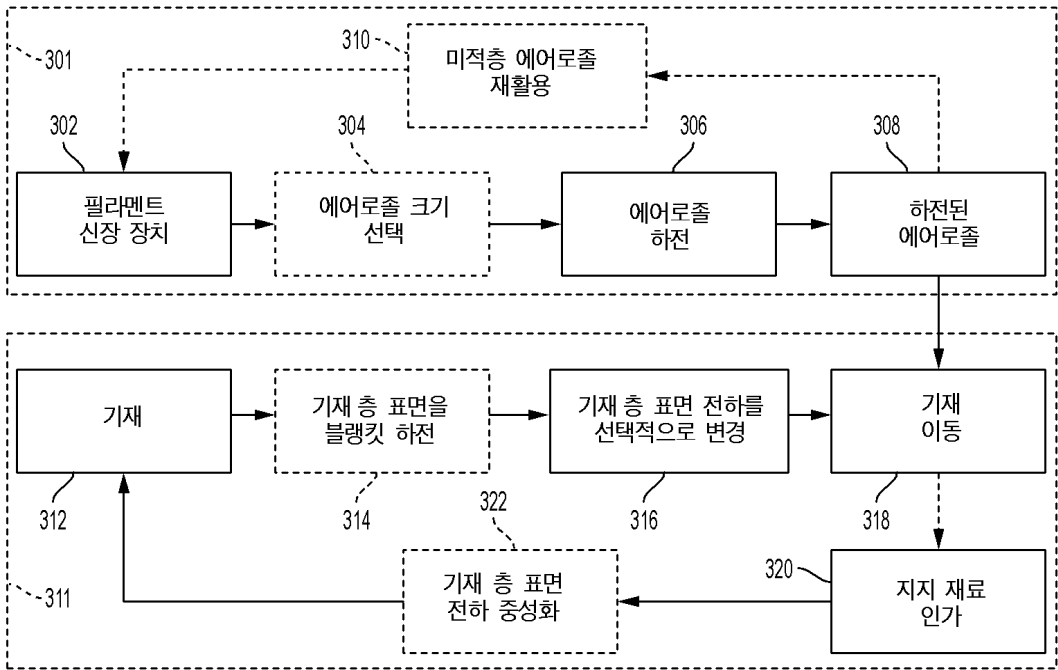 310
301
미적층 에어로졸
재활용
302
304
306
308
필라멘트
신장 장치
에어로졸 크기
선택
에어로졸
하전
하전된
에어로졸
기재
기재 층 표면을
블랭킷 하전
기재 층 표면 전하를
선택적으로 변경
기재
이동
312
314
322
316
318
320
311
기재 층 표면
전하 중성화
지지 재료
인가